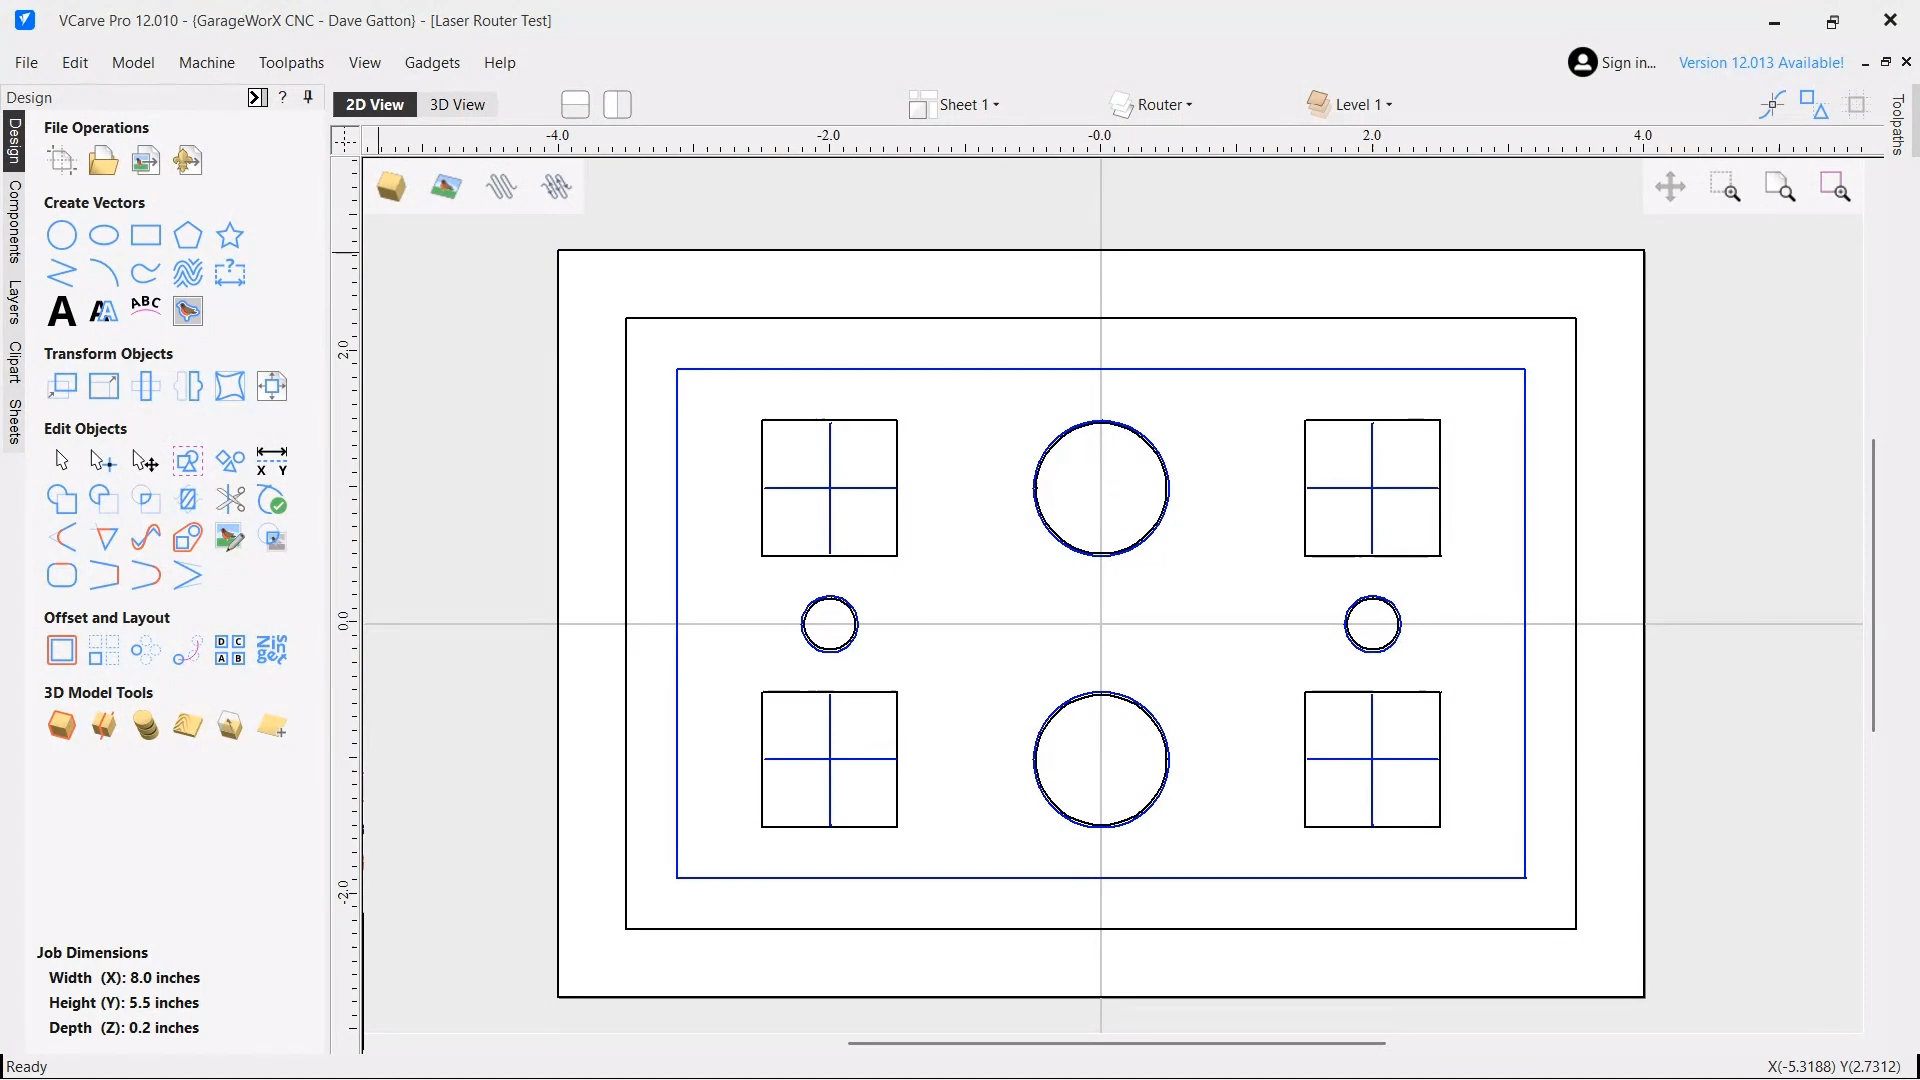 VCarve Pro 12.010 - {GarageWorX CNC - Dave Gatton} - [Laser Router Test]
File Edit Model Machine Toolpaths View Gadgets Help
Sign in... Version 12.013 Available!
Design ?
2D View 3D View Sheet 1 Router Level 1
Toolpaths
Design
Components
Layers
Clipart
Sheets
File Operations
Create Vectors
A A A ABC
Transform Objects
Edit Objects
X Y
Offset and Layout
D C
A B
3D Model Tools
Job Dimensions
Width (X): 8.0 inches
Height (Y): 5.5 inches
Depth (Z): 0.2 inches
-4.0 -2.0 -0.0 2.0 4.0
2.0
0.0
-2.0
Ready
X(-5.3188) Y(2.7312)